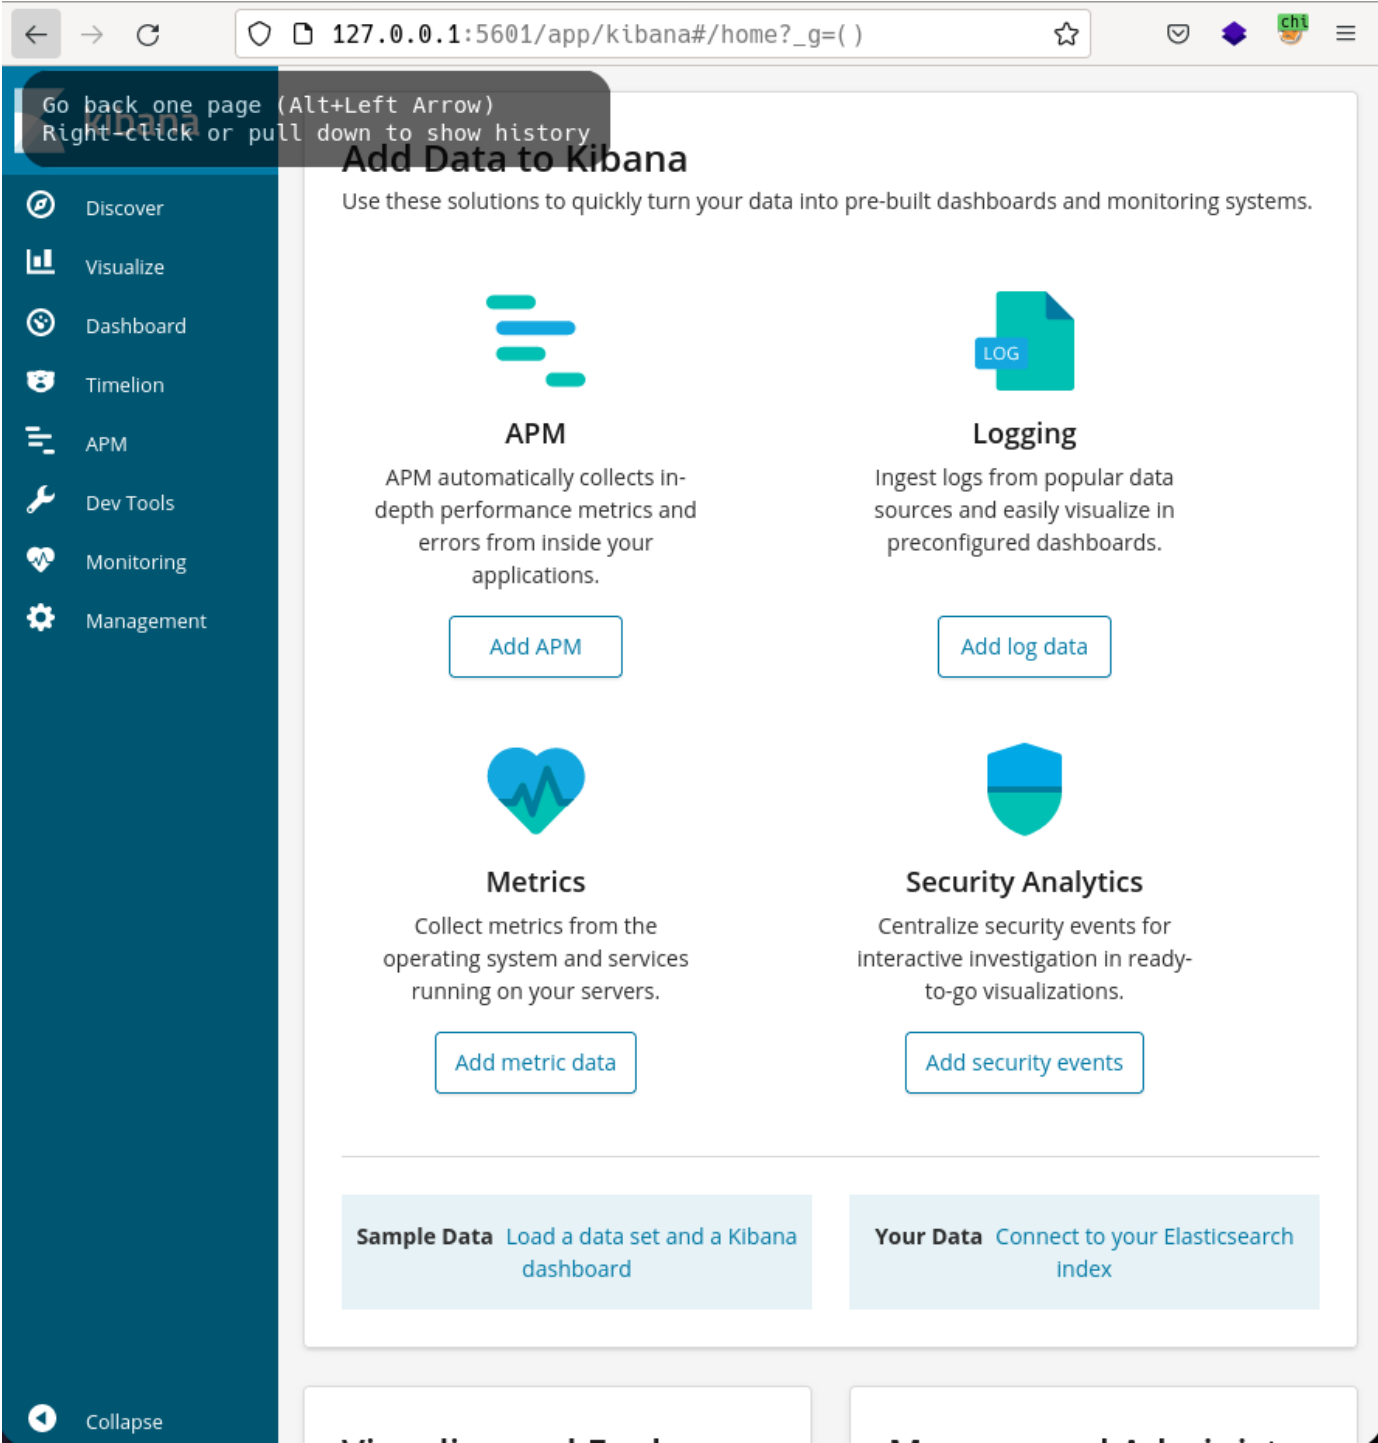 127.0.0.1:5601/app/kibana#/home?_g=()
chi
Go back one page (Alt+Left Arrow)
Right-click or pull down to show history
kibana
Add Data to Kibana
Use these solutions to quickly turn your data into pre-built dashboards and monitoring systems.
Discover
Visualize
Dashboard
Timelion
APM
Dev Tools
Monitoring
Management
Collapse
APM
APM automatically collects in-
depth performance metrics and
errors from inside your
applications.
Add APM
LOG
Logging
Ingest logs from popular data
sources and easily visualize in
preconfigured dashboards.
Add log data
Metrics
Collect metrics from the
operating system and services
running on your servers.
Add metric data
Security Analytics
Centralize security events for
interactive investigation in ready-
to-go visualizations.
Add security events
Sample Data Load a data set and a Kibana
dashboard
Your Data Connect to your Elasticsearch
index